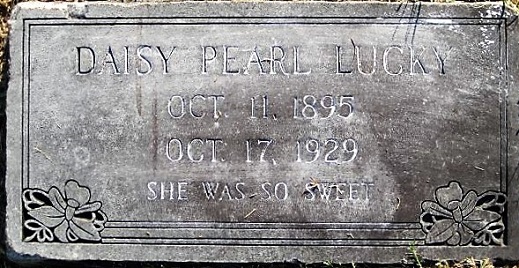 DAISY PEARL LUCKY
OCT. 11, 1895
OCT. 17, 1929
SHE WAS SO SWEET